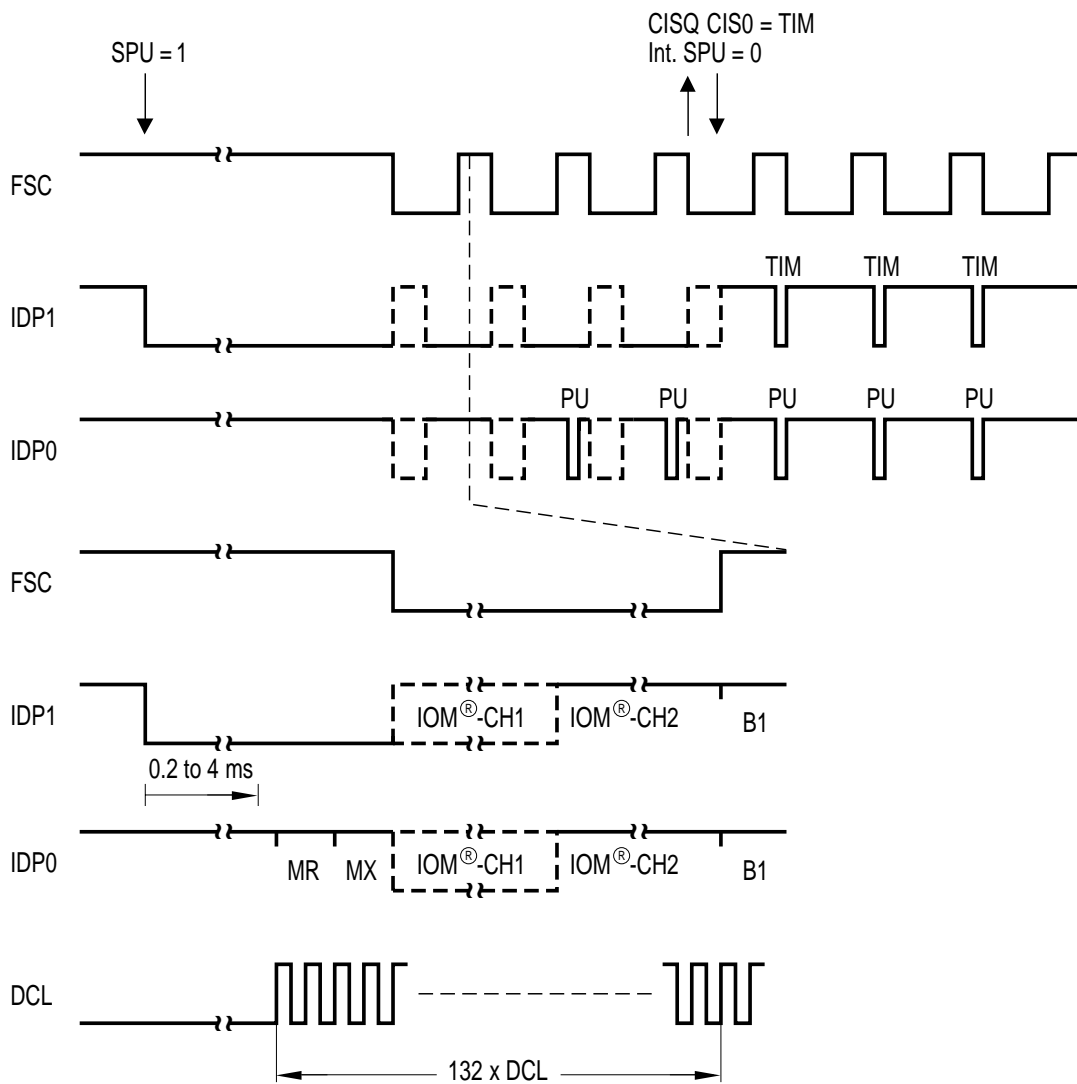 CISQ CIS0 = TIM
SPU = 1
Int. SPU = 0
FSC
TIM TIM TIM
IDP1
PU PU PU PU PU
IDP0
FSC
IDP1
IOM®-CH1 IOM®-CH2 B1
0.2 to 4 ms
IDP0
MR MX IOM®-CH1 IOM®-CH2 B1
DCL
132 x DCL